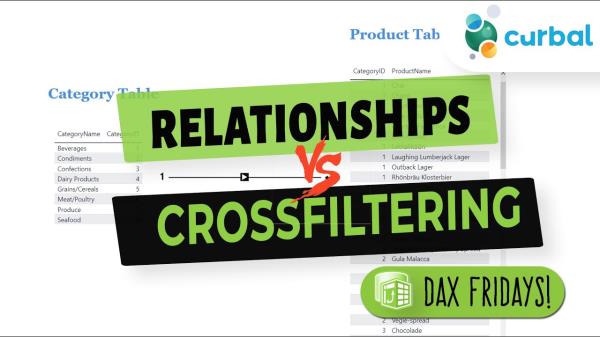 Product Tab
curbal
CategoryID ProductName
Category Table
RELATIONSHIPS
VS
CROSSFILTERING
CategoryName
Beverages
Condiments
Confections 3
Dairy Products 4
Grains/Cereals 5
Meat/Poultry
Produce
Seafood
1
1 Laughing Lumberjack Lager
1 Outback Lager
1 Rhönbräu Klosterbier
2 Gula Malacca
2 Vegie-spread
3 Chocolade
DAX FRIDAYS!